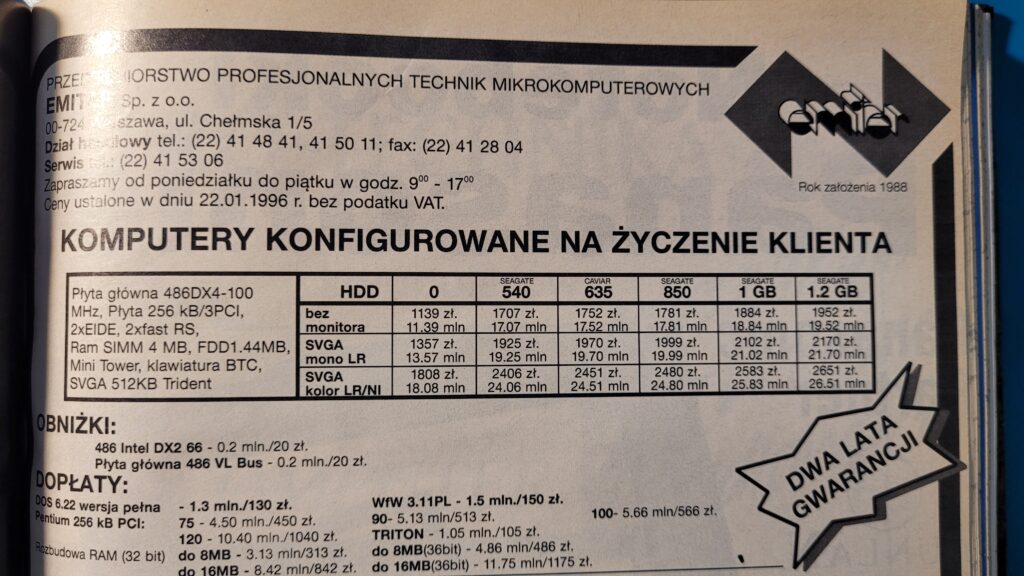 PRZED IORSTWO PROFESJONALNYCH TECHNIK MIKROKOMPUTEROWYCH
EMIT Sp. z o.o.
00-724 szawa, ul. Chełmska 1/5
Dział h lowy tel.: (22) 41 48 41, 41 50 11; fax: (22) 41 28 04
Serwis (22) 41 53 06
Zapraszamy od poniedziałku do piątku w godz. 9⁰⁰ - 17⁰⁰
Ceny ustalone w dniu 22.01.1996 r. bez podatku VAT.
emiter
Rok założenia 1988
KOMPUTERY KONFIGUROWANE NA ŻYCZENIE KLIENTA
Płyta główna 486DX4-100
MHz, Płyta 256 kB/3PCI,
2xEIDE, 2xfast RS,
Ram SIMM 4 MB, FDD1.44MB,
Mini Tower, klawiatura BTC,
SVGA 512KB Trident
HDD 0 SEAGATE 540 CAVIAR 635 SEAGATE 850 SEAGATE 1 GB SEAGATE 1.2 GB
bez 1139 zł. 1707 zł. 1752 zł. 1781 zł. 1884 zł. 1952 zł.
monitora 11.39 mln 17.07 mln 17.52 mln 17.81 mln 18.84 mln 19.52 mln
SVGA 1357 zł. 1925 zł. 1970 zł. 1999 zł. 2102 zł. 2170 zł.
mono LR 13.57 mln 19.25 mln 19.70 mln 19.99 mln 21.02 mln 21.70 mln
SVGA 1808 zł. 2406 zł. 2451 zł. 2480 zł. 2583 zł. 2651 zł.
kolor LR/NI 18.08 mln 24.06 mln 24.51 mln 24.80 mln 25.83 mln 26.51 mln
OBNIŻKI:
486 Intel DX2 66 - 0.2 mln./20 zł.
Płyta główna 486 VL Bus - 0.2 mln./20 zł.
DWA LATA
GWARANCJI
DOPŁATY:
DOS 6.22 wersja pełna - 1.3 mln./130 zł. WfW 3.11PL - 1.5 mln./150 zł.
Pentium 256 kB PCI: 75 - 4.50 mln./450 zł. 90- 5.13 mln/513 zł. 100- 5.66 mln/566 zł.
120 - 10.40 mln./1040 zł. TRITON - 1.05 mln./105 zł.
Rozbudowa RAM (32 bit) do 8MB - 3.13 mln/313 zł. do 8MB(36bit) - 4.86 mln/486 zł.
do 16MB - 8.42 mln/842 zł. do 16MB(36bit) - 11.75 mln/1175 zł.